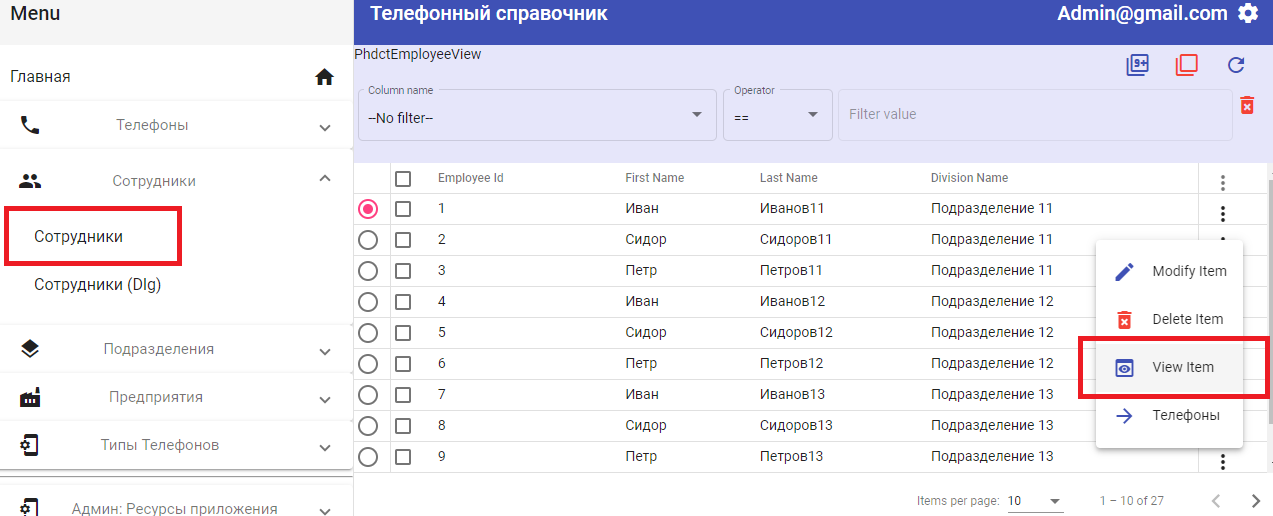 Menu
Телефонный справочник
Admin@gmail.com
Главная
Телефоны
Сотрудники
Сотрудники
Сотрудники (Dlg)
Подразделения
Предприятия
Типы Телефонов
Админ: Ресурсы приложения
PhdctEmployeeView
9+
Column name
--No filter--
Operator
==
Filter value
Employee Id First Name Last Name Division Name
1 Иван Иванов11 Подразделение 11
2 Сидор Сидоров11 Подразделение 11
3 Петр Петров11 Подразделение 11
4 Иван Иванов12 Подразделение 12
5 Сидор Сидоров12 Подразделение 12
6 Петр Петров12 Подразделение 12
7 Иван Иванов13 Подразделение 13
8 Сидор Сидоров13 Подразделение 13
9 Петр Петров13 Подразделение 13
Modify Item
Delete Item
View Item
Телефоны
Items per page: 10 1 – 10 of 27